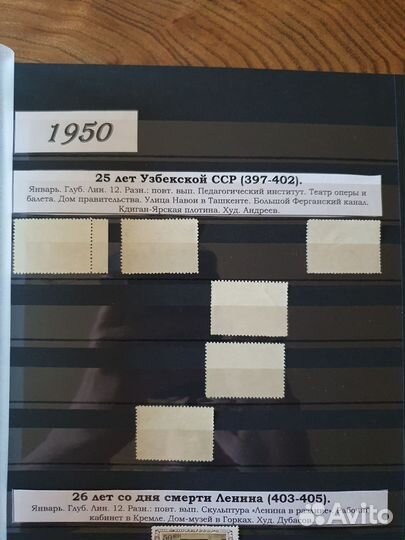 1950
25 лет Узбекской ССР (397-402).
Январь. Глуб. Лин. 12. Разн.: повт. вып. Педагогический институт. Театр оперы и
балета. Дом правительства. Улица Навои в Ташкенте. Большой Ферганский канал.
Кдиган-Ярская плотина. Худ. Андреев.
26 лет со дня смерти Ленина (403-405).
Январь. Глуб. Лин. 12. Разн.: повт. вып. Скульптура «Ленина в разливе». Рабочий
кабинет в Кремле. Дом-музей в Горках. Худ. Дубасов.
Avito